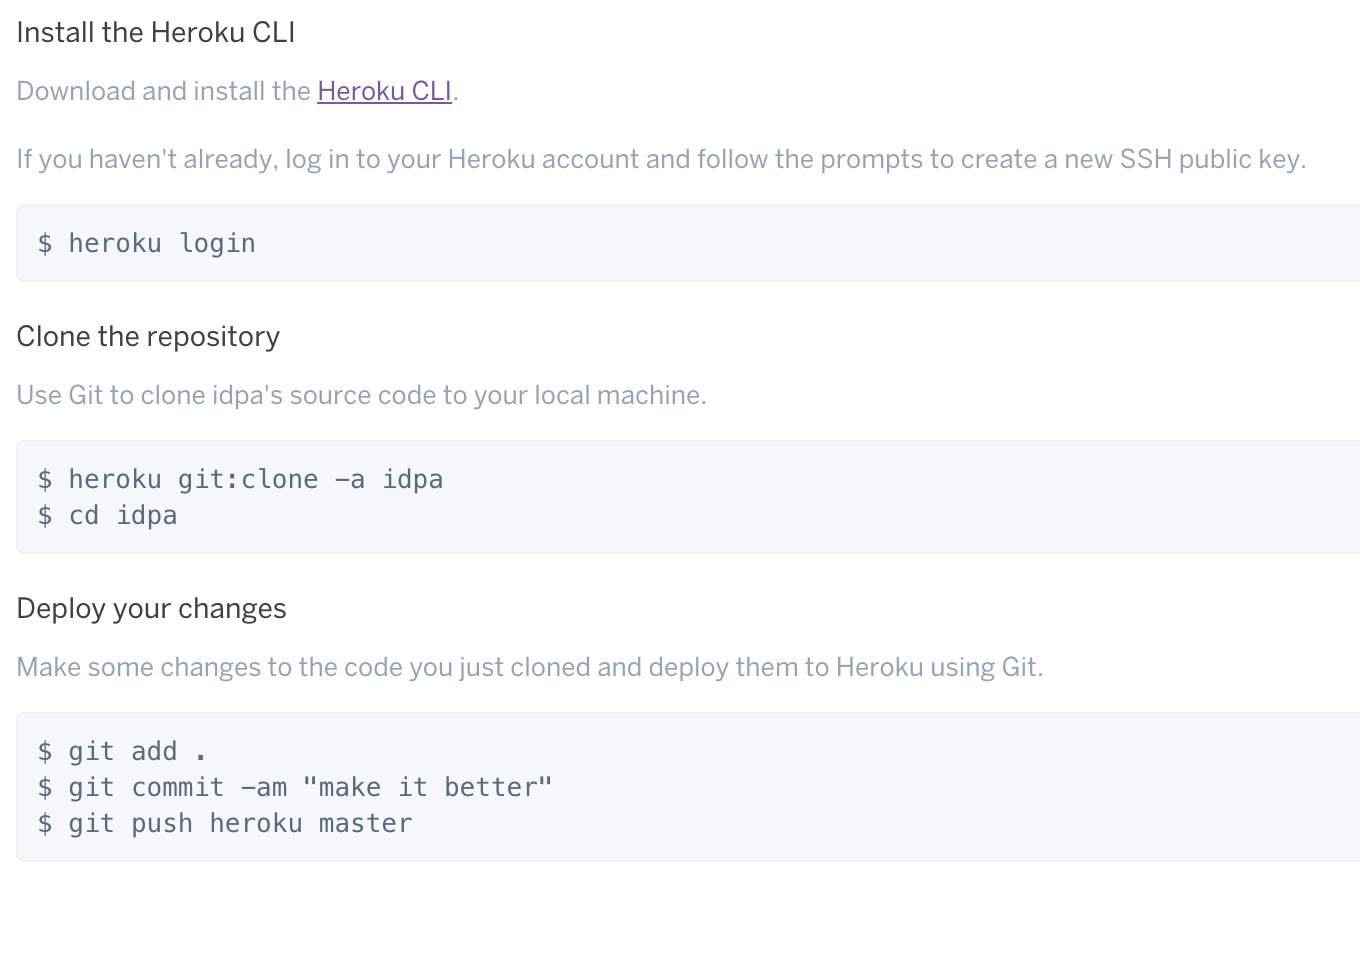 Install the Heroku CLI
Download and install the Heroku CLI.
If you haven't already, log in to your Heroku account and follow the prompts to create a new SSH public key.
$ heroku login
Clone the repository
Use Git to clone idpa's source code to your local machine.
$ heroku git:clone -a idpa
$ cd idpa
Deploy your changes
Make some changes to the code you just cloned and deploy them to Heroku using Git.
$ git add .
$ git commit -am "make it better"
$ git push heroku master